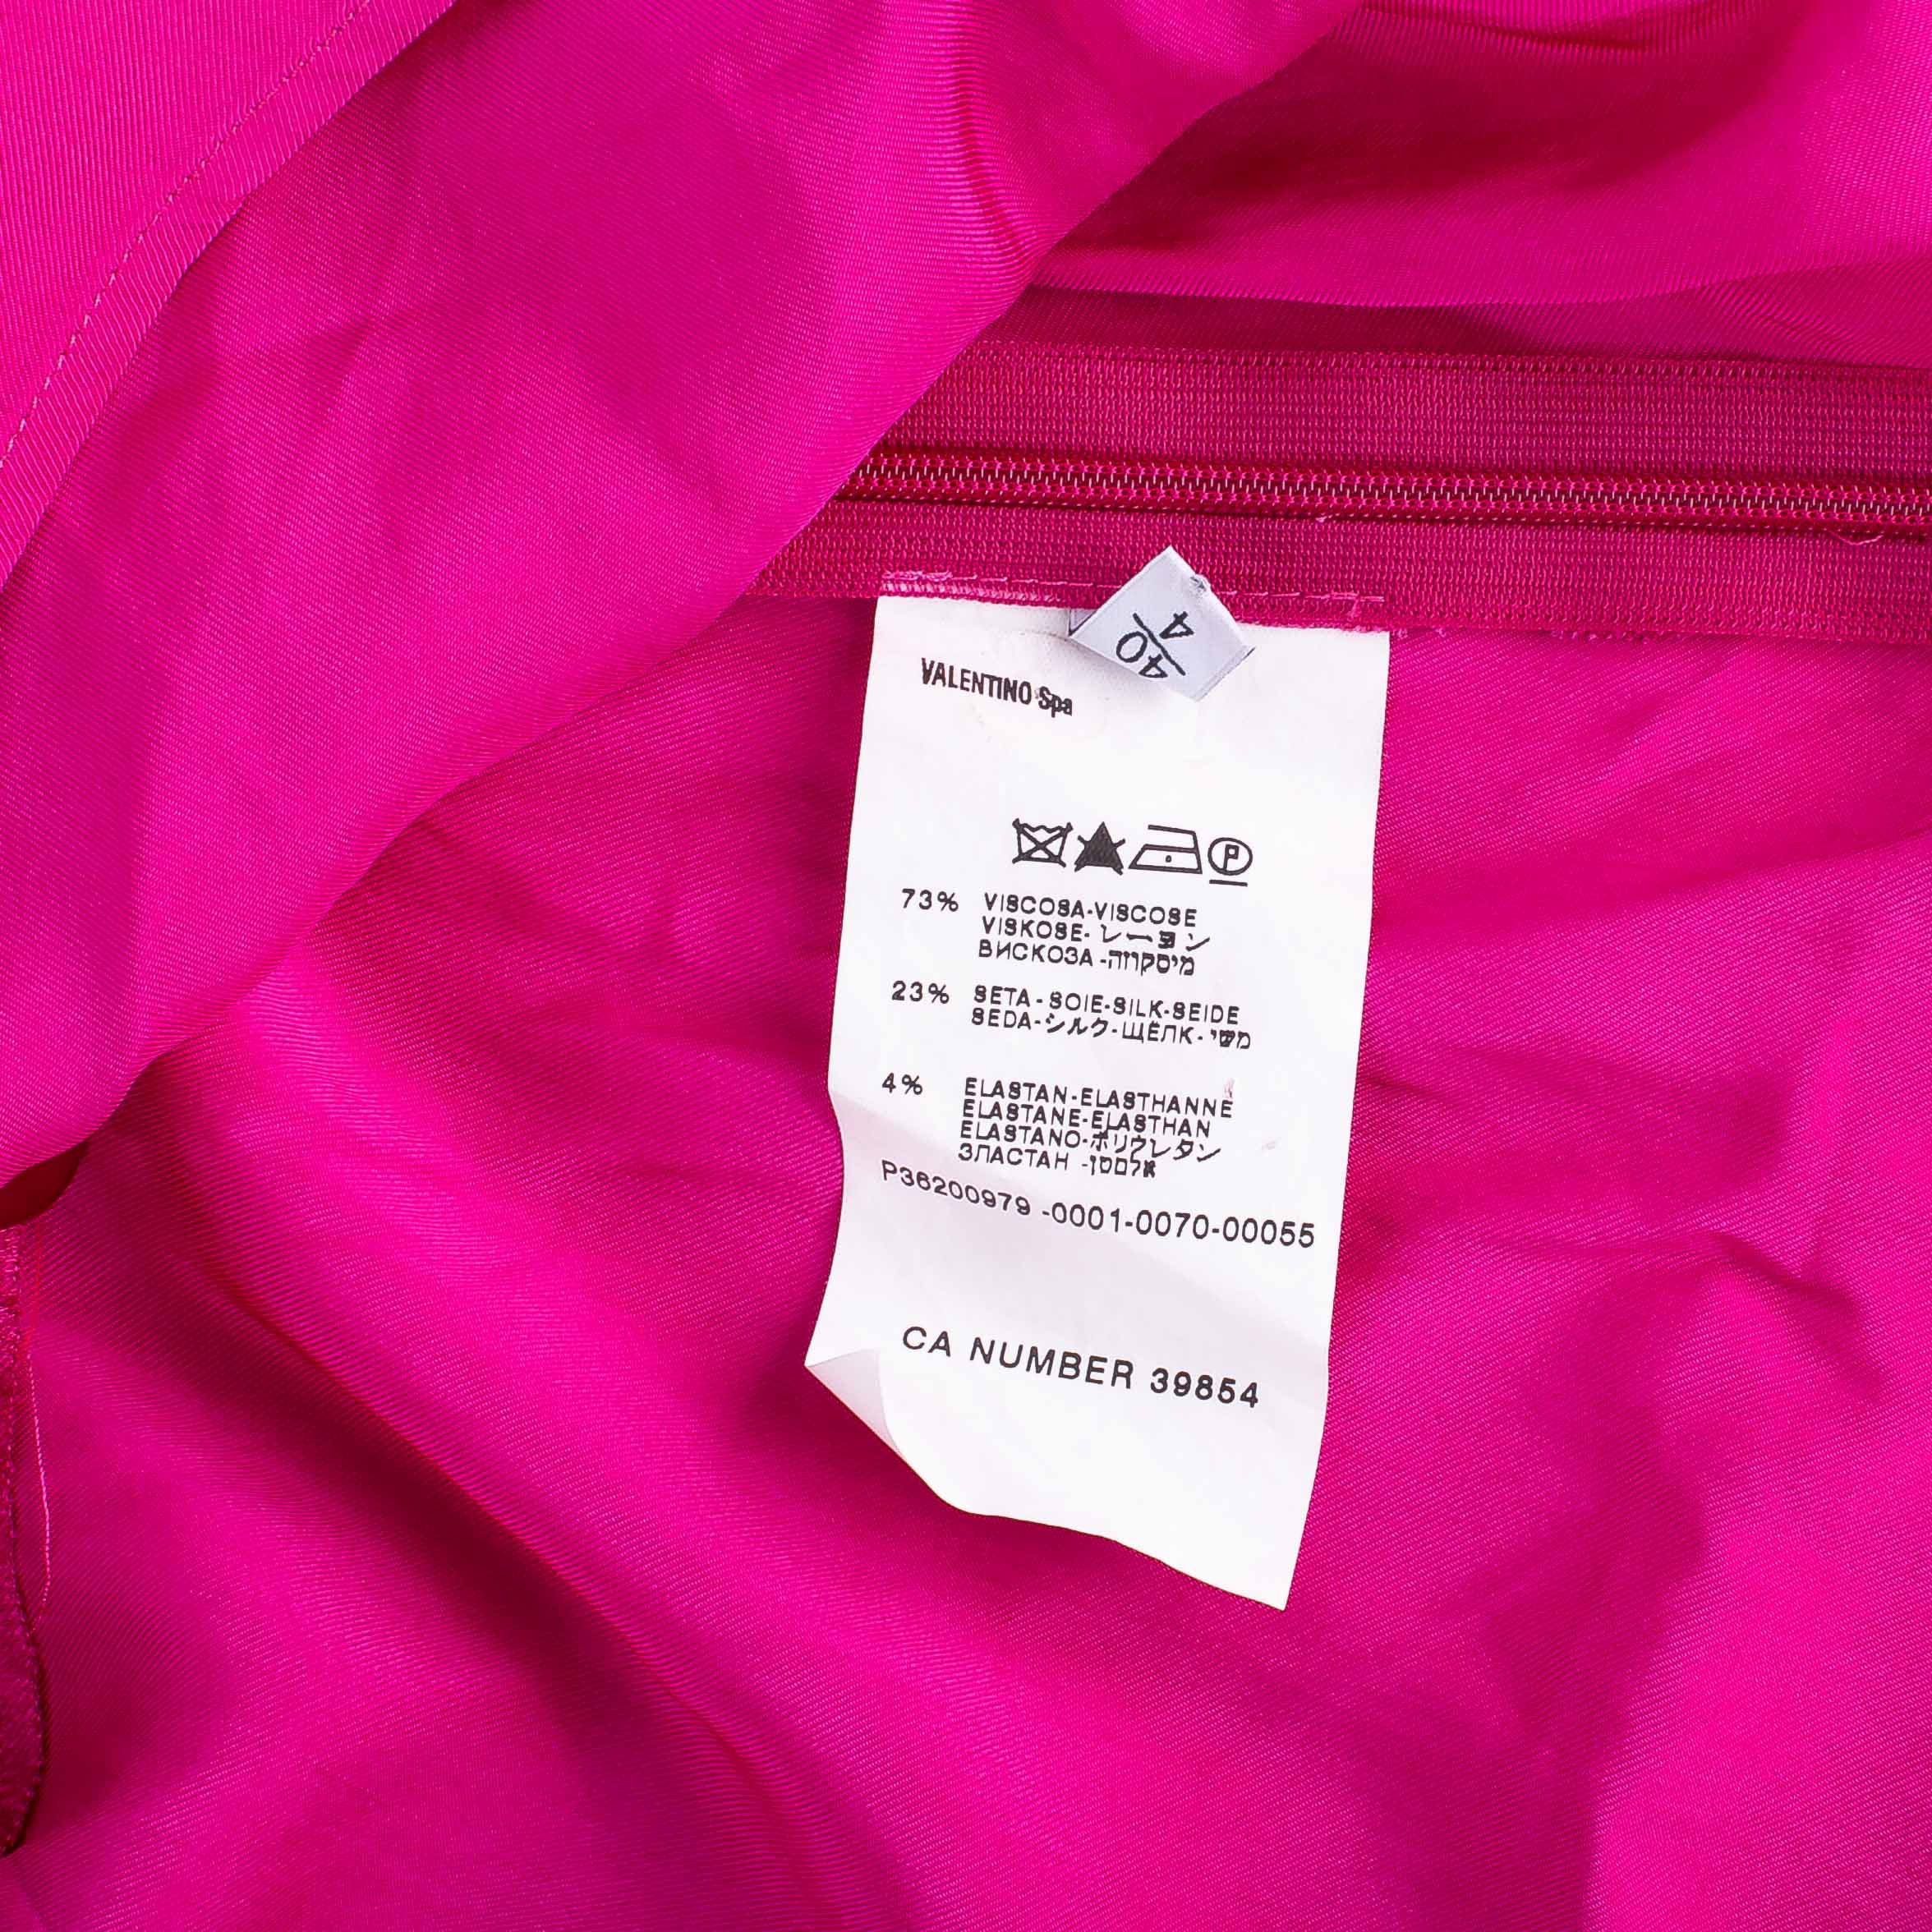 40
4
VALENTINO Spa
P
73% VISCOSA-VISCOSE
VISKOSE-レーヨン
ВИСКОЗА-מיסקוזה
23% SETA-SOIE-SILK-SEIDE
SEDA-シルク-ЩЁЛК-משי
4% ELASTAN-ELASTHANNE
ELASTANE-ELASTHAN
ELASTANO-ポリウレタン
ЗПАСТАН-אלסטן
P36200979-0001-0070-00055
CA NUMBER 39854